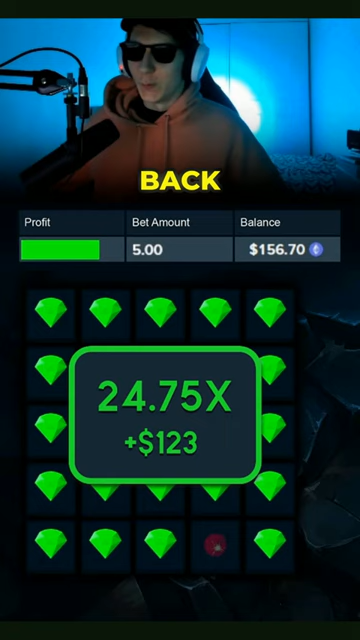 BACK
Profit
Bet Amount
Balance
5.00
$156.70
24.75X
+$123